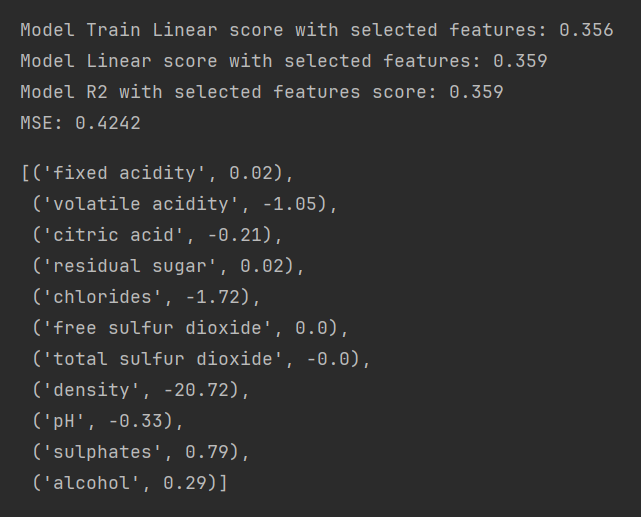 Model Train Linear score with selected features: 0.356
Model Linear score with selected features: 0.359
Model R2 with selected features score: 0.359
MSE: 0.4242
[('fixed acidity', 0.02),
 ('volatile acidity', -1.05),
 ('citric acid', -0.21),
 ('residual sugar', 0.02),
 ('chlorides', -1.72),
 ('free sulfur dioxide', 0.0),
 ('total sulfur dioxide', -0.0),
 ('density', -20.72),
 ('pH', -0.33),
 ('sulphates', 0.79),
 ('alcohol', 0.29)]